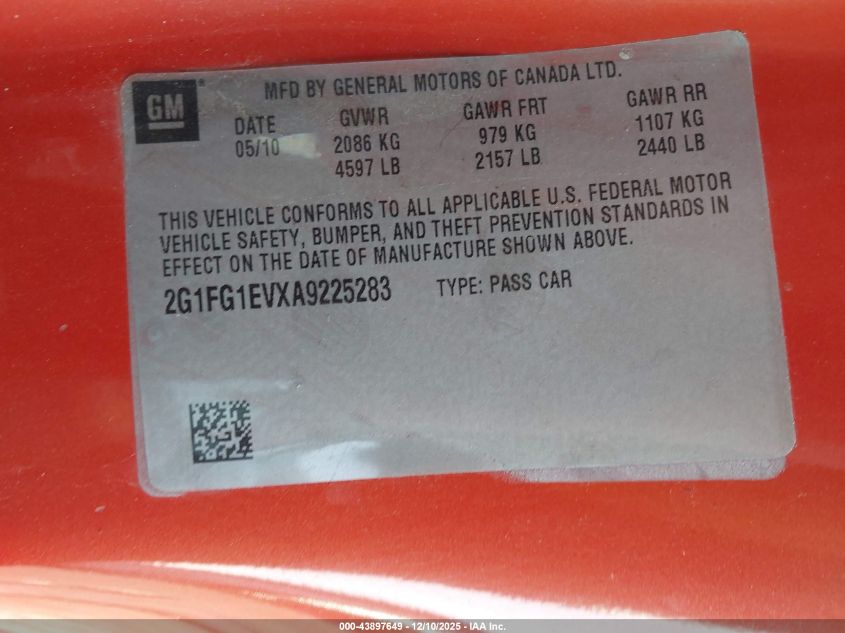 GM®
MFD BY GENERAL MOTORS OF CANADA LTD.
DATE GVWR GAWR FRT GAWR RR
05/10 2086 KG 979 KG 1107 KG
4597 LB 2157 LB 2440 LB
THIS VEHICLE CONFORMS TO ALL APPLICABLE U.S. FEDERAL MOTOR
VEHICLE SAFETY, BUMPER, AND THEFT PREVENTION STANDARDS IN
EFFECT ON THE DATE OF MANUFACTURE SHOWN ABOVE.
2G1FG1EVXA9225283 TYPE: PASS CAR
000-43897649 - 12/10/2025 - IAA Inc.